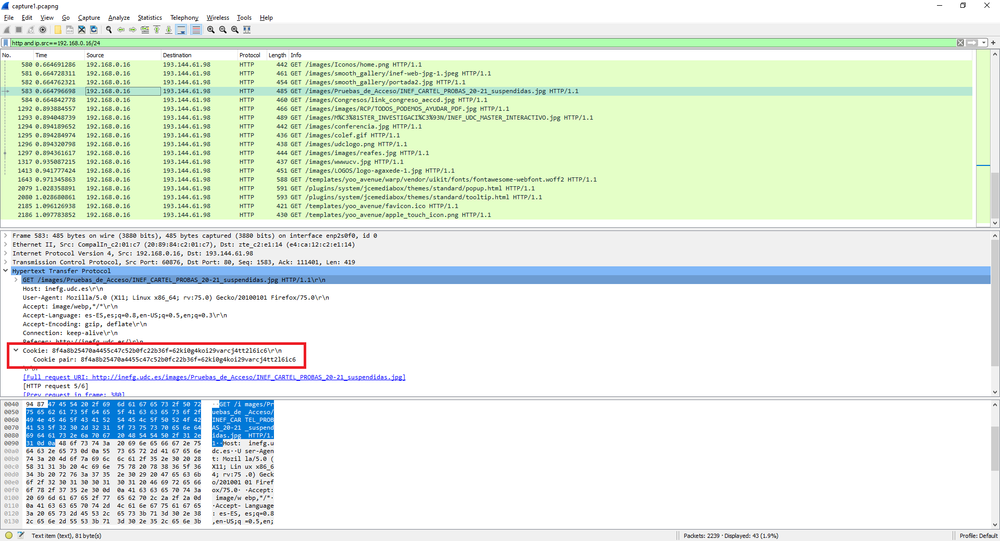 capture1.pcapng
File Edit View Go Capture Analyze Statistics Telephony Wireless Tools Help
http and ip.src==192.168.0.16/24
No. Time Source Destination Protocol Length Info
580 0.664691286 192.168.0.16 193.144.61.98 HTTP 442 GET /images/Iconos/home.png HTTP/1.1
581 0.664728311 192.168.0.16 193.144.61.98 HTTP 461 GET /images/smooth_gallery/inef-web-jpg-1.jpeg HTTP/1.1
582 0.664762321 192.168.0.16 193.144.61.98 HTTP 454 GET /images/smooth_gallery/portada2.jpg HTTP/1.1
583 0.664796698 192.168.0.16 193.144.61.98 HTTP 485 GET /images/Pruebas_de_Acceso/INEF_CARTEL_PROBAS_20-21_suspendidas.jpg HTTP/1.1
584 0.664842778 192.168.0.16 193.144.61.98 HTTP 460 GET /images/Congresos/link_congreso_aeccd.jpg HTTP/1.1
1292 0.893884557 192.168.0.16 193.144.61.98 HTTP 466 GET /images/images/RCP/TODOS_PODEMOS_AYUDAR_PDF.jpg HTTP/1.1
1293 0.894048739 192.168.0.16 193.144.61.98 HTTP 489 GET /images/M%C3%81STER_INVESTIGACI%C3%93N/INEF_UDC_MASTER_INTERACTIVO.jpg HTTP/1.1
1294 0.894189652 192.168.0.16 193.144.61.98 HTTP 442 GET /images/conferencia.jpg HTTP/1.1
1295 0.894284974 192.168.0.16 193.144.61.98 HTTP 436 GET /images/colef.gif HTTP/1.1
1296 0.894320798 192.168.0.16 193.144.61.98 HTTP 438 GET /images/udclogo.png HTTP/1.1
1297 0.894361617 192.168.0.16 193.144.61.98 HTTP 444 GET /images/images/reafes.jpg HTTP/1.1
1317 0.935087215 192.168.0.16 193.144.61.98 HTTP 437 GET /images/wwwucv.jpg HTTP/1.1
1413 0.941777424 192.168.0.16 193.144.61.98 HTTP 451 GET /images/LOGOS/logo-agaxede-1.jpg HTTP/1.1
1643 0.971345863 192.168.0.16 193.144.61.98 HTTP 588 GET /templates/yoo_avenue/warp/vendor/uikit/fonts/fontawesome-webfont.woff2 HTTP/1.1
2079 1.028358891 192.168.0.16 193.144.61.98 HTTP 591 GET /plugins/system/jcemediabox/themes/standard/popup.html HTTP/1.1
2080 1.028680861 192.168.0.16 193.144.61.98 HTTP 593 GET /plugins/system/jcemediabox/themes/standard/tooltip.html HTTP/1.1
2185 1.096126938 192.168.0.16 193.144.61.98 HTTP 421 GET /templates/yoo_avenue/favicon.ico HTTP/1.1
2186 1.097783852 192.168.0.16 193.144.61.98 HTTP 430 GET /templates/yoo_avenue/apple_touch_icon.png HTTP/1.1
Frame 583: 485 bytes on wire (3880 bits), 485 bytes captured (3880 bits) on interface enp2s0f0, id 0
Ethernet II, Src: CompalIn_c2:01:c7 (20:89:84:c2:01:c7), Dst: zte_c2:e1:14 (e4:ca:12:c2:e1:14)
Internet Protocol Version 4, Src: 192.168.0.16, Dst: 193.144.61.98
Transmission Control Protocol, Src Port: 60876, Dst Port: 80, Seq: 1583, Ack: 111401, Len: 419
Hypertext Transfer Protocol
GET /images/Pruebas_de_Acceso/INEF_CARTEL_PROBAS_20-21_suspendidas.jpg HTTP/1.1\r\n
Host: inefg.udc.es\r\n
User-Agent: Mozilla/5.0 (X11; Linux x86_64; rv:75.0) Gecko/20100101 Firefox/75.0\r\n
Accept: image/webp,*/*\r\n
Accept-Language: es-ES,es;q=0.8,en-US;q=0.5,en;q=0.3\r\n
Accept-Encoding: gzip, deflate\r\n
Connection: keep-alive\r\n
Referer: http://inefg.udc.es/\r\n
Cookie: 8f4a8b25470a4455c47c52b0fc22b36f=62ki0g4koi29varcj4tt2l6ic6\r\n
Cookie pair: 8f4a8b25470a4455c47c52b0fc22b36f=62ki0g4koi29varcj4tt2l6ic6
\r\n
[Full request URI: http://inefg.udc.es/images/Pruebas_de_Acceso/INEF_CARTEL_PROBAS_20-21_suspendidas.jpg]
[HTTP request 5/6]
[Prev request in frame: 380]
0040 94 87 47 45 54 20 2f 69 6d 61 67 65 73 2f 50 72 ··GET /i mages/Pr
0050 75 65 62 61 73 5f 64 65 5f 41 63 63 65 73 6f 2f uebas_de _Acceso/
0060 49 4e 45 46 5f 43 41 52 54 45 4c 5f 50 52 4f 42 INEF_CAR TEL_PROB
0070 41 53 5f 32 30 2d 32 31 5f 73 75 73 70 65 6e 64 AS_20-21 _suspend
0080 69 64 61 73 2e 6a 70 67 20 48 54 54 50 2f 31 2e idas.jpg HTTP/1.
0090 31 0d 0a 48 6f 73 74 3a 20 69 6e 65 66 67 2e 75 1··Host: inefg.u
00a0 64 63 2e 65 73 0d 0a 55 73 65 72 2d 41 67 65 6e dc.es··U ser-Agen
00b0 74 3a 20 4d 6f 7a 69 6c 6c 61 2f 35 2e 30 20 28 t: Mozil la/5.0 (
00c0 58 31 31 3b 20 4c 69 6e 75 78 20 78 38 36 5f 36 X11; Lin ux x86_6
00d0 34 3b 20 72 76 3a 37 35 2e 30 29 20 47 65 63 6b 4; rv:75 .0) Geck
00e0 6f 2f 32 30 31 30 30 31 30 31 20 46 69 72 65 66 o/201001 01 Firef
00f0 6f 78 2f 37 35 2e 30 0d 0a 41 63 63 65 70 74 3a ox/75.0· ·Accept:
0100 20 69 6d 61 67 65 2f 77 65 62 70 2c 2a 2f 2a 0d image/w ebp,*/*·
0110 0a 41 63 63 65 70 74 2d 4c 61 6e 67 75 61 67 65 ·Accept- Language
0120 3a 20 65 73 2d 45 53 2c 65 73 3b 71 3d 30 2e 38 : es-ES, es;q=0.8
0130 2c 65 6e 2d 55 53 3b 71 3d 30 2e 35 2c 65 6e 3b ,en-US;q =0.5,en;
Text item (text), 81 byte(s) Packets: 2239 · Displayed: 43 (1.9%) Profile: Default